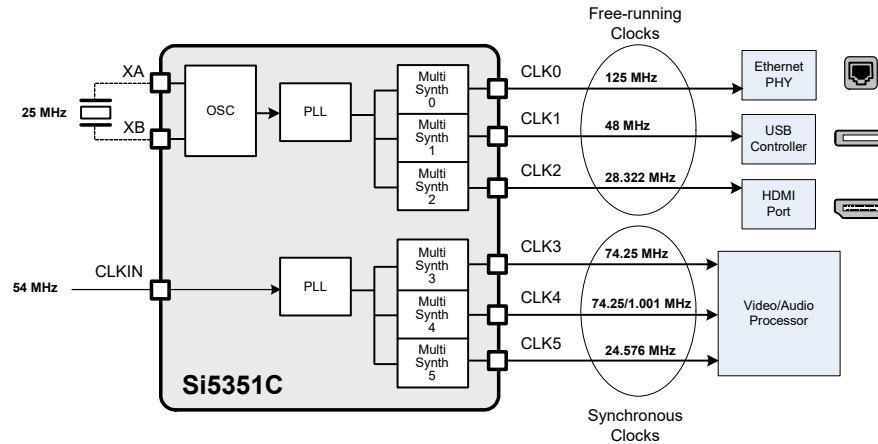 Free-running
Clocks
XA
25 MHz
XB
OSC
PLL
Multi
Synth
0
Multi
Synth
1
Multi
Synth
2
CLK0
125 MHz
CLK1
48 MHz
CLK2
28.322 MHz
Ethernet
PHY
USB
Controller
HDMI
Port
CLKIN
54 MHz
PLL
Multi
Synth
3
Multi
Synth
4
Multi
Synth
5
CLK3
74.25 MHz
CLK4
74.25/1.001 MHz
CLK5
24.576 MHz
Video/Audio
Processor
Si5351C
Synchronous
Clocks